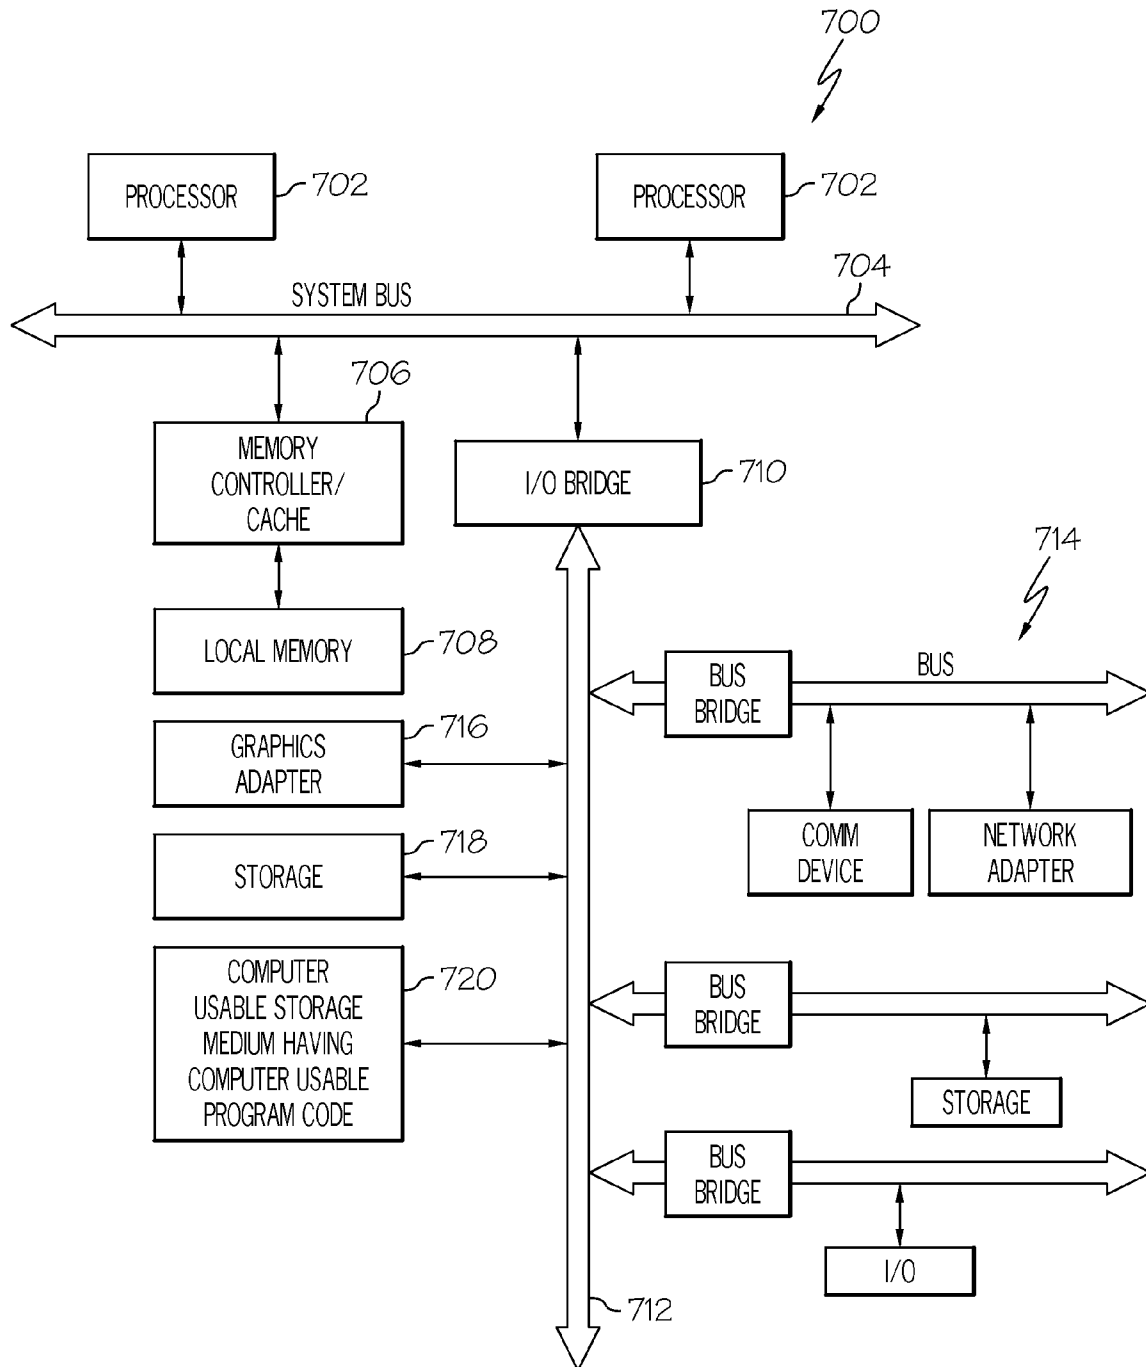 700
PROCESSOR
702
PROCESSOR
702
SYSTEM BUS
704
706
MEMORY
CONTROLLER/
CACHE
I/O BRIDGE
710
714
LOCAL MEMORY
708
BUS
BRIDGE
BUS
GRAPHICS
ADAPTER
716
COMM
DEVICE
NETWORK
ADAPTER
STORAGE
718
COMPUTER
USABLE STORAGE
MEDIUM HAVING
COMPUTER USABLE
PROGRAM CODE
720
BUS
BRIDGE
STORAGE
BUS
BRIDGE
I/O
712